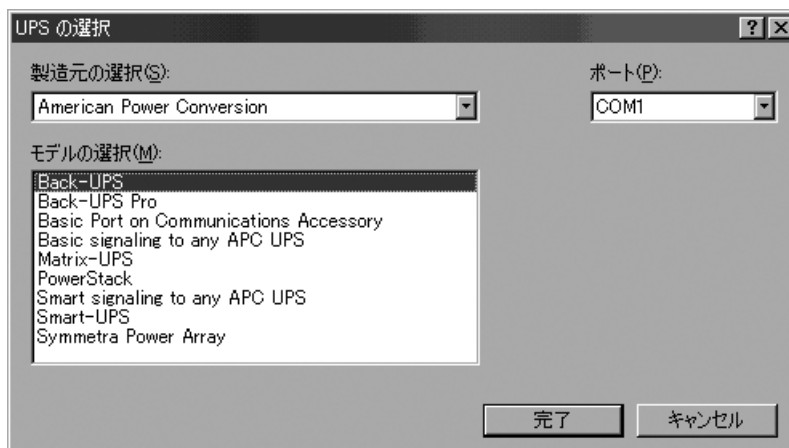 UPS の選択
製造元の選択(S):
ポート(P):
American Power Conversion
COM1
モデルの選択(M):
Back-UPS
Back-UPS Pro
Basic Port on Communications Accessory
Basic signaling to any APC UPS
Matrix-UPS
PowerStack
Smart signaling to any APC UPS
Smart-UPS
Symmetra Power Array
完了
キャンセル